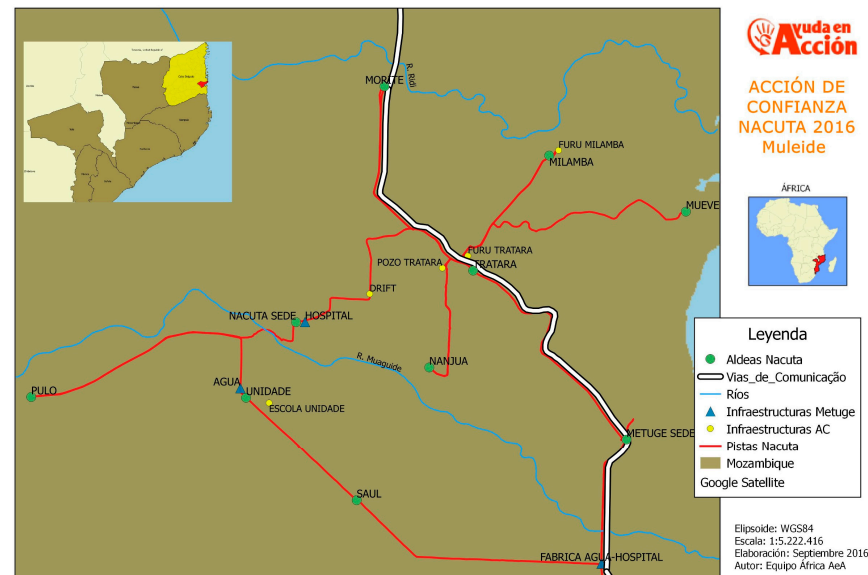 MORITE
R. Ridi
FURU MILAMBA
MILAMBA
MUEVE
FURU TRATARA
POZO TRATARA
TRATARA
DRIFT
NACUTA SEDE
HOSPITAL
R. Muaguide
NANJUA
PULO
AGUA
UNIDADE
ESCOLA UNIDADE
METUGE SEDE
SAUL
FABRICA AGUA-HOSPITAL
Ayuda en
Acción
ACCIÓN DE
CONFIANZA
NACUTA 2016
Muleide
ÁFRICA
Leyenda
Aldeas Nacuta
Vias_de_Comunicação
Ríos
Infraestructuras Metuge
Infraestructuras AC
Pistas Nacuta
Mozambique
Google Satellite
Elipsoide: WGS84
Escala: 1:5.222.416
Elaboración: Septiembre 2016
Autor: Equipo África AeA